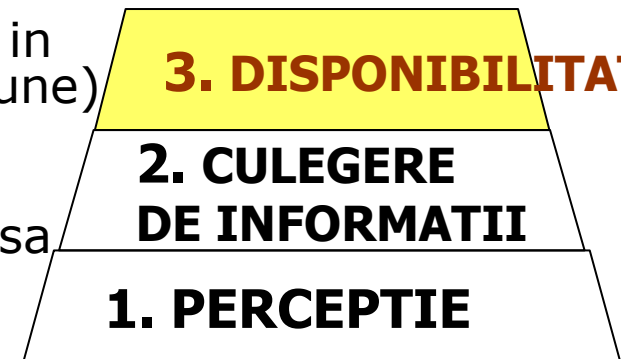 in
une)
3. DISPONIBILITAT
2. CULEGERE
DE INFORMATII
sa
1. PERCEPTIE